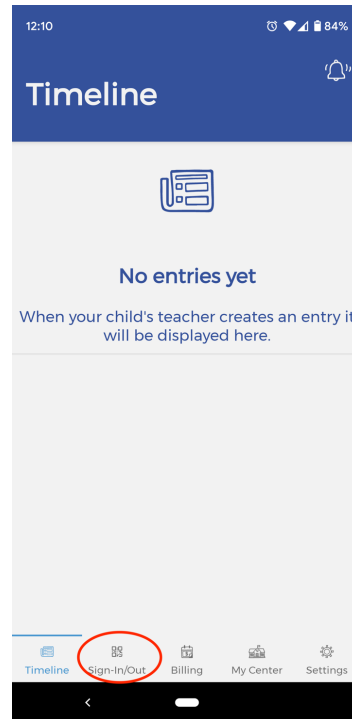 12:10
84%
Timeline
No entries yet
When your child's teacher creates an entry it
will be displayed here.
Timeline
Sign-In/Out
Billing
My Center
Settings